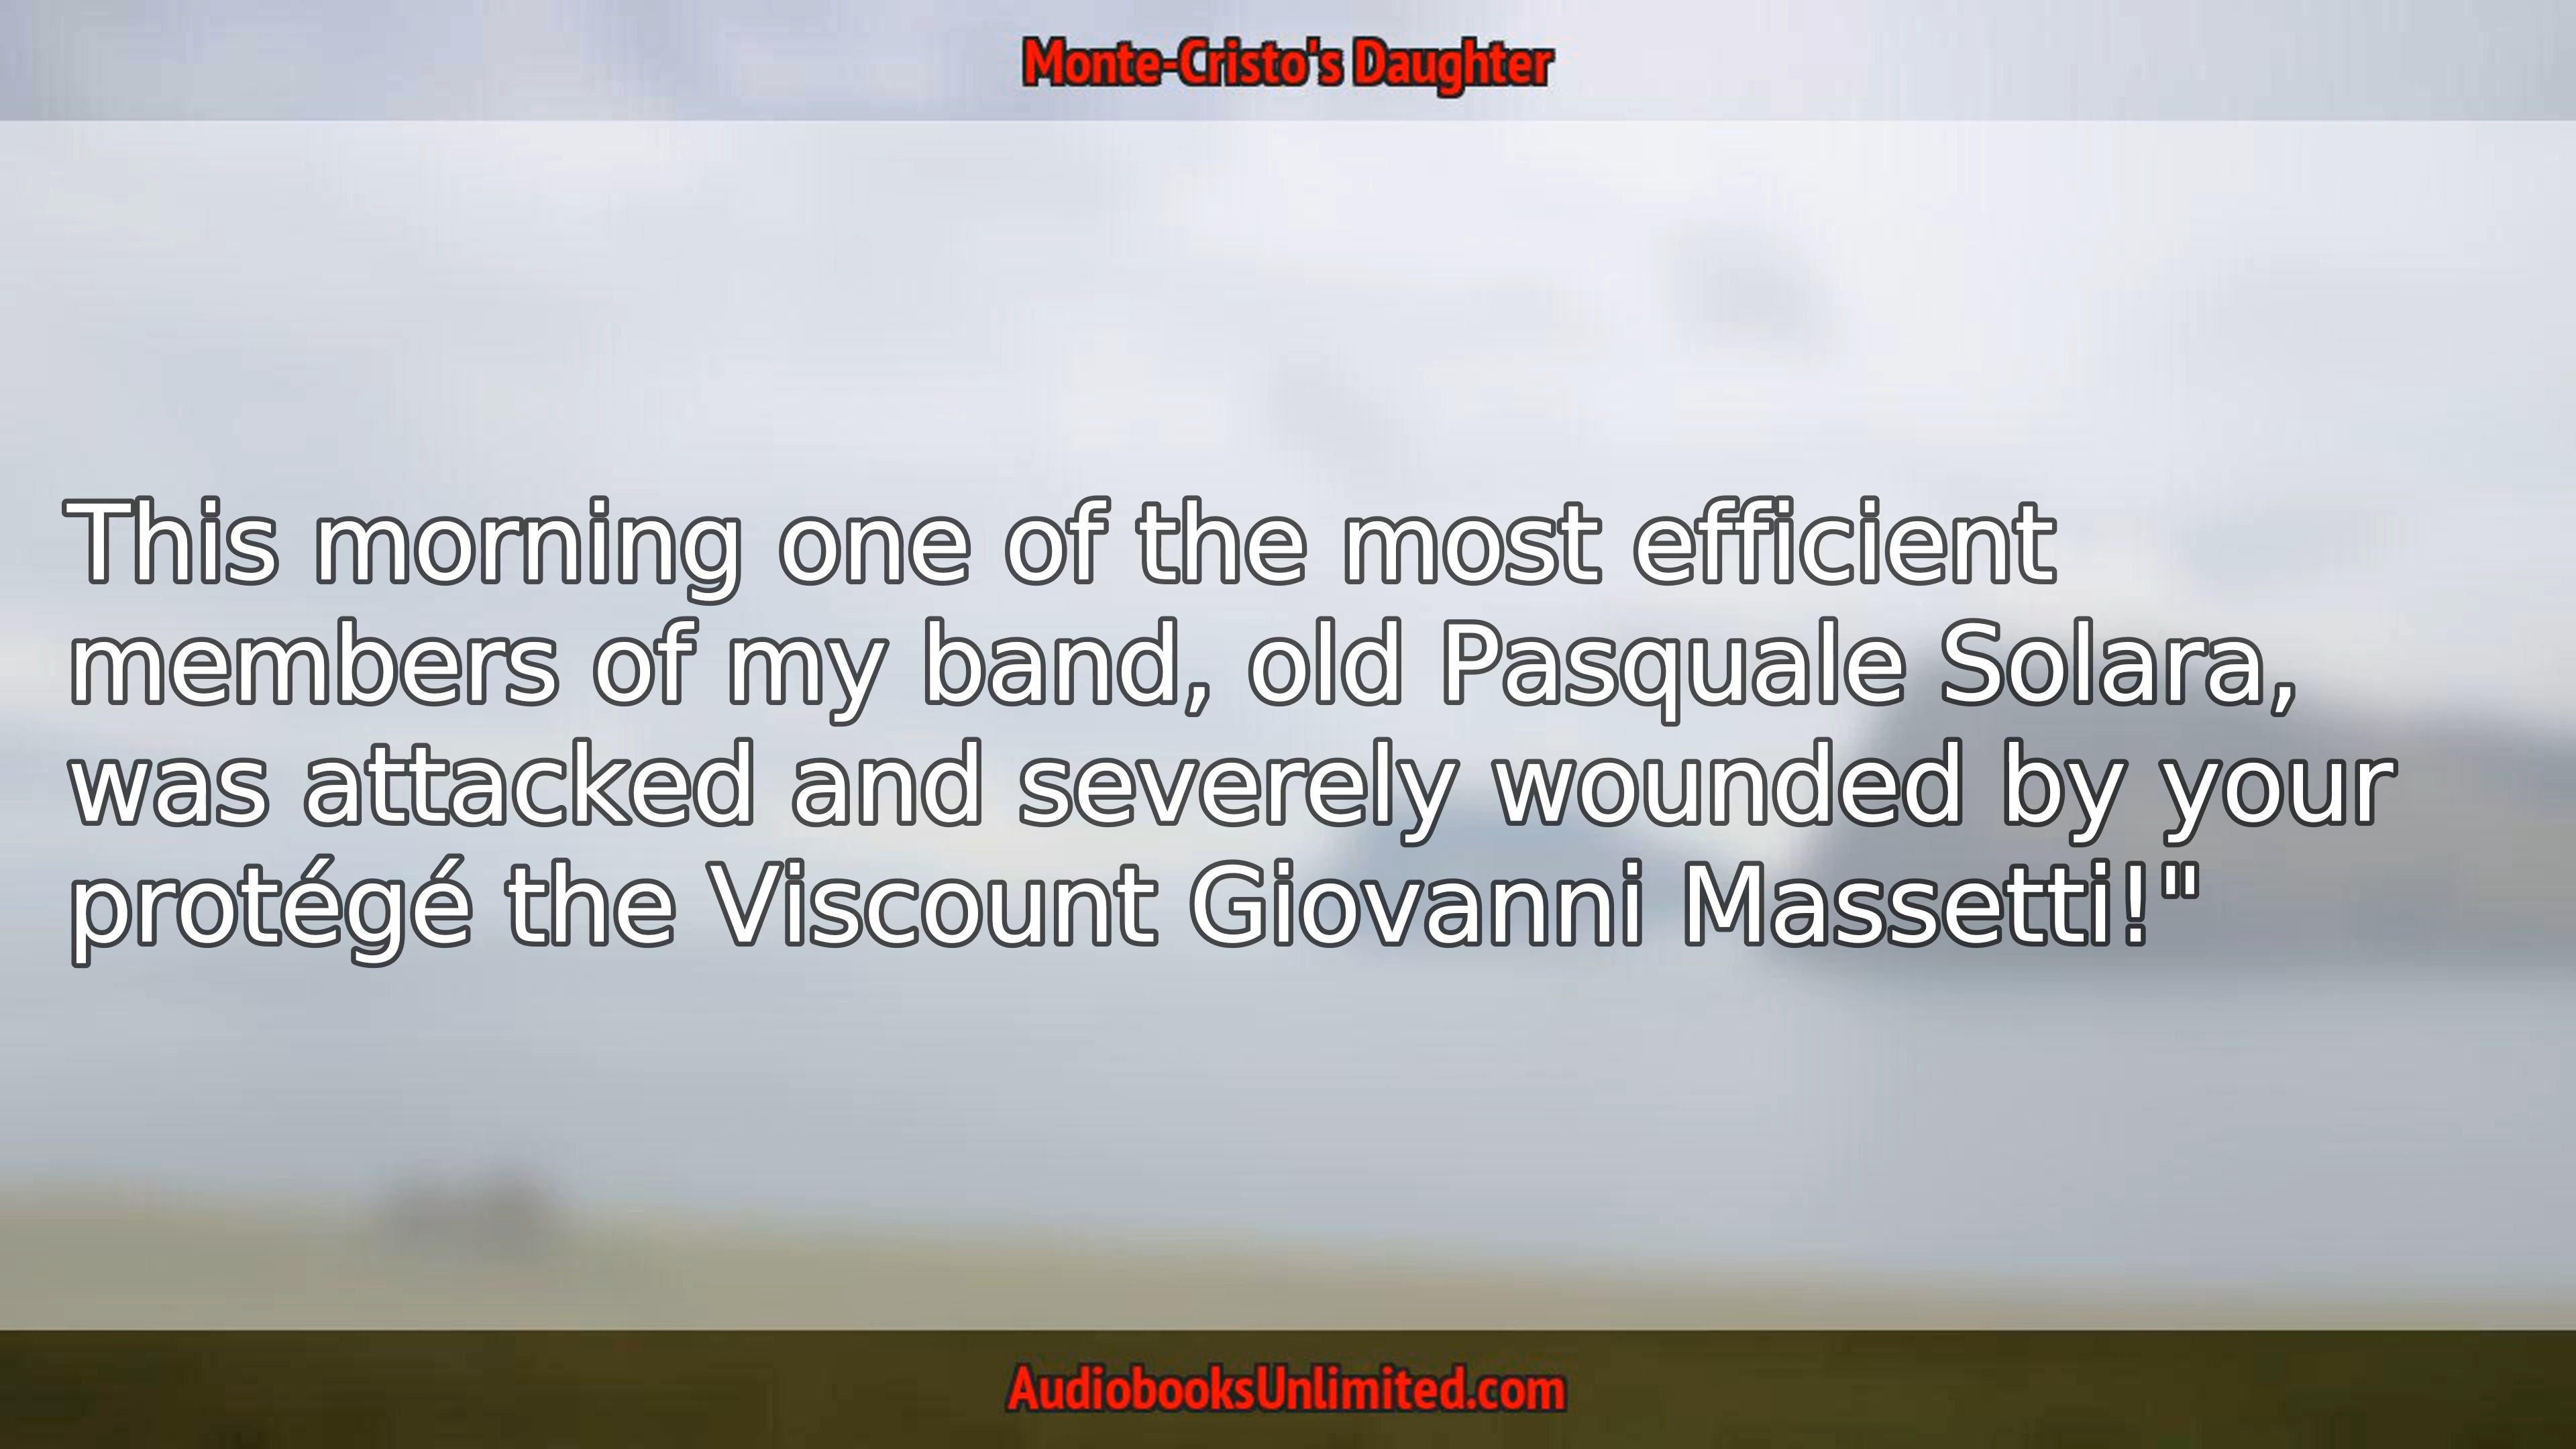 Monte-Cristo's Daughter
This morning one of the most efficient
members of my band, old Pasquale Solara,
was attacked and severely wounded by your
protégé the Viscount Giovanni Massetti!"
AudiobooksUnlimited.com